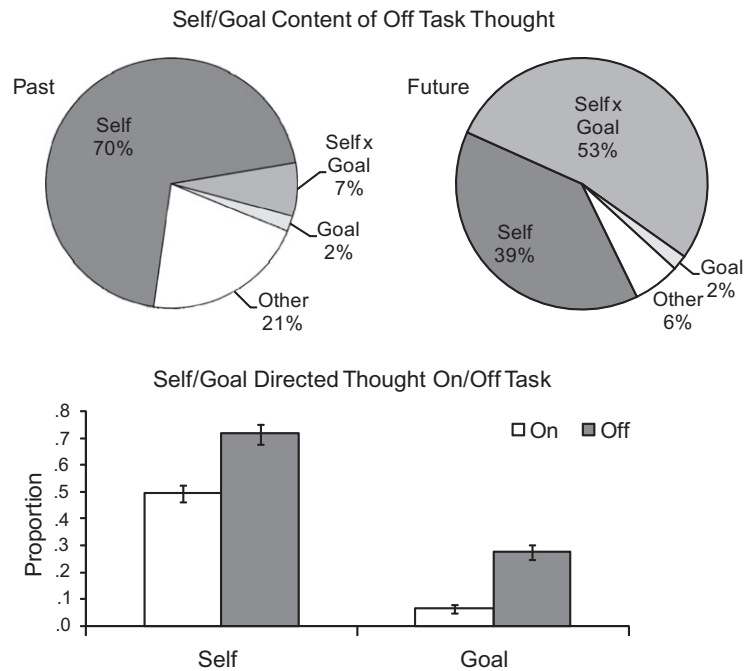 Self/Goal Content of Off Task Thought
Past
Self
70%
Self x
Goal
7%
Goal
2%
Other
21%
Future
Self x
Goal
53%
Self
39%
Goal
2%
Other
6%
Self/Goal Directed Thought On/Off Task
On
Off
Proportion
.8
.7
.6
.5
.4
.3
.2
.1
.0
Self
Goal